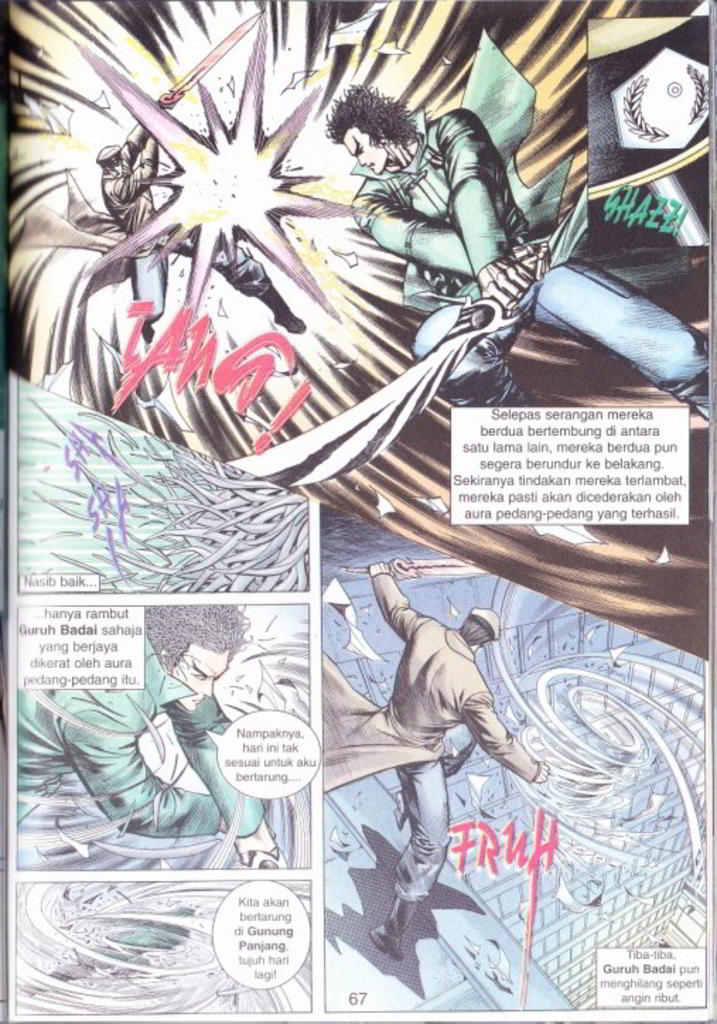 GHAZZ!
TANG!
Selepas serangan mereka
berdua bertembung di antara
satu lama lain, mereka berdua pun
segera berundur ke belakang.
Sekiranya tindakan mereka terlambat,
mereka pasti akan dicederakan oleh
aura pedang-pedang yang terhasil.
Nasib baik...
...hanya rambut
Guruh Badai sahaja
yang berjaya
dikerat oleh aura
pedang-pedang itu.
Nampaknya,
hari ini tak
sesuai untuk aku
bertarung....
Kita akan
bertarung
di Gunung
Panjang,
tujuh hari
lagi!
FRUH
Tiba-tiba,
Guruh Badai pun
menghilang seperti
angin ribut.
67